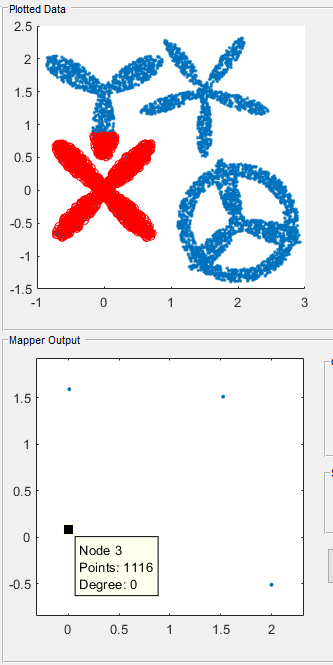 Plotted Data
2.5
2
1.5
1
0.5
0
-0.5
-1
-1.5
-1 0 1 2 3
Mapper Output
1.5
1
0.5
0
-0.5
Node 3
Points: 1116
Degree: 0
0 0.5 1 1.5 2